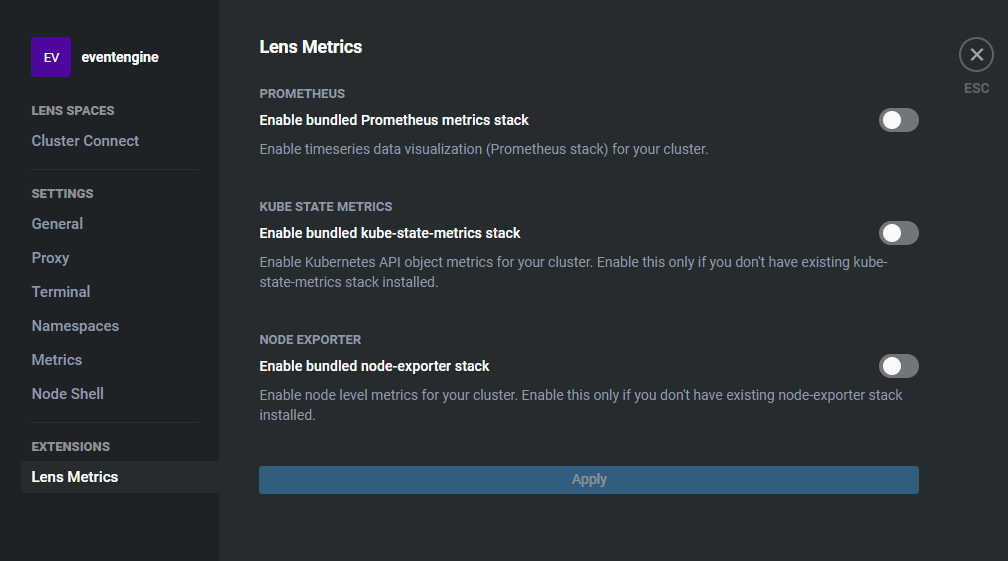 EV
eventengine
LENS SPACES
Cluster Connect
SETTINGS
General
Proxy
Terminal
Namespaces
Metrics
Node Shell
EXTENSIONS
Lens Metrics
Lens Metrics
PROMETHEUS
Enable bundled Prometheus metrics stack
Enable timeseries data visualization (Prometheus stack) for your cluster.
KUBE STATE METRICS
Enable bundled kube-state-metrics stack
Enable Kubernetes API object metrics for your cluster. Enable this only if you don't have existing kube-
state-metrics stack installed.
NODE EXPORTER
Enable bundled node-exporter stack
Enable node level metrics for your cluster. Enable this only if you don't have existing node-exporter stack
installed.
Apply
ESC